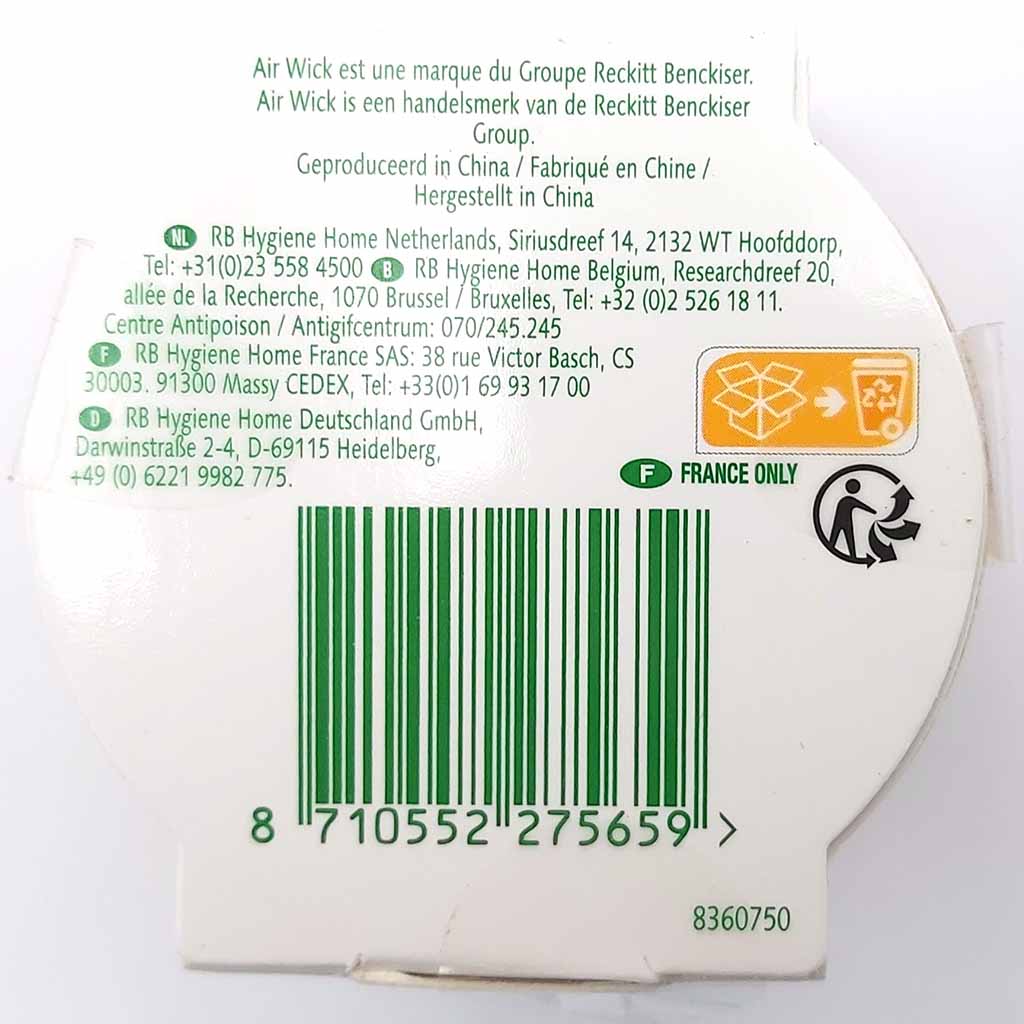 Air Wick est une marque du Groupe Reckitt Benckiser.
Air Wick is een handelsmerk van de Reckitt Benckiser
Group.
Geproduceerd in China / Fabriqué en Chine /
Hergestellt in China
NL RB Hygiene Home Netherlands, Siriusdreef 14, 2132 WT Hoofddorp,
Tel: +31(0)23 558 4500 B RB Hygiene Home Belgium, Researchdreef 20,
allée de la Recherche, 1070 Brussel / Bruxelles, Tel: +32 (0)2 526 18 11.
Centre Antipoison / Antigifcentrum: 070/245.245
F RB Hygiene Home France SAS: 38 rue Victor Basch, CS
30003. 91300 Massy CEDEX, Tel: +33(0)1 69 93 17 00
D RB Hygiene Home Deutschland GmbH,
Darwinstraße 2-4, D-69115 Heidelberg,
+49 (0) 6221 9982 775.
F FRANCE ONLY
8 710552 275659 >
8360750